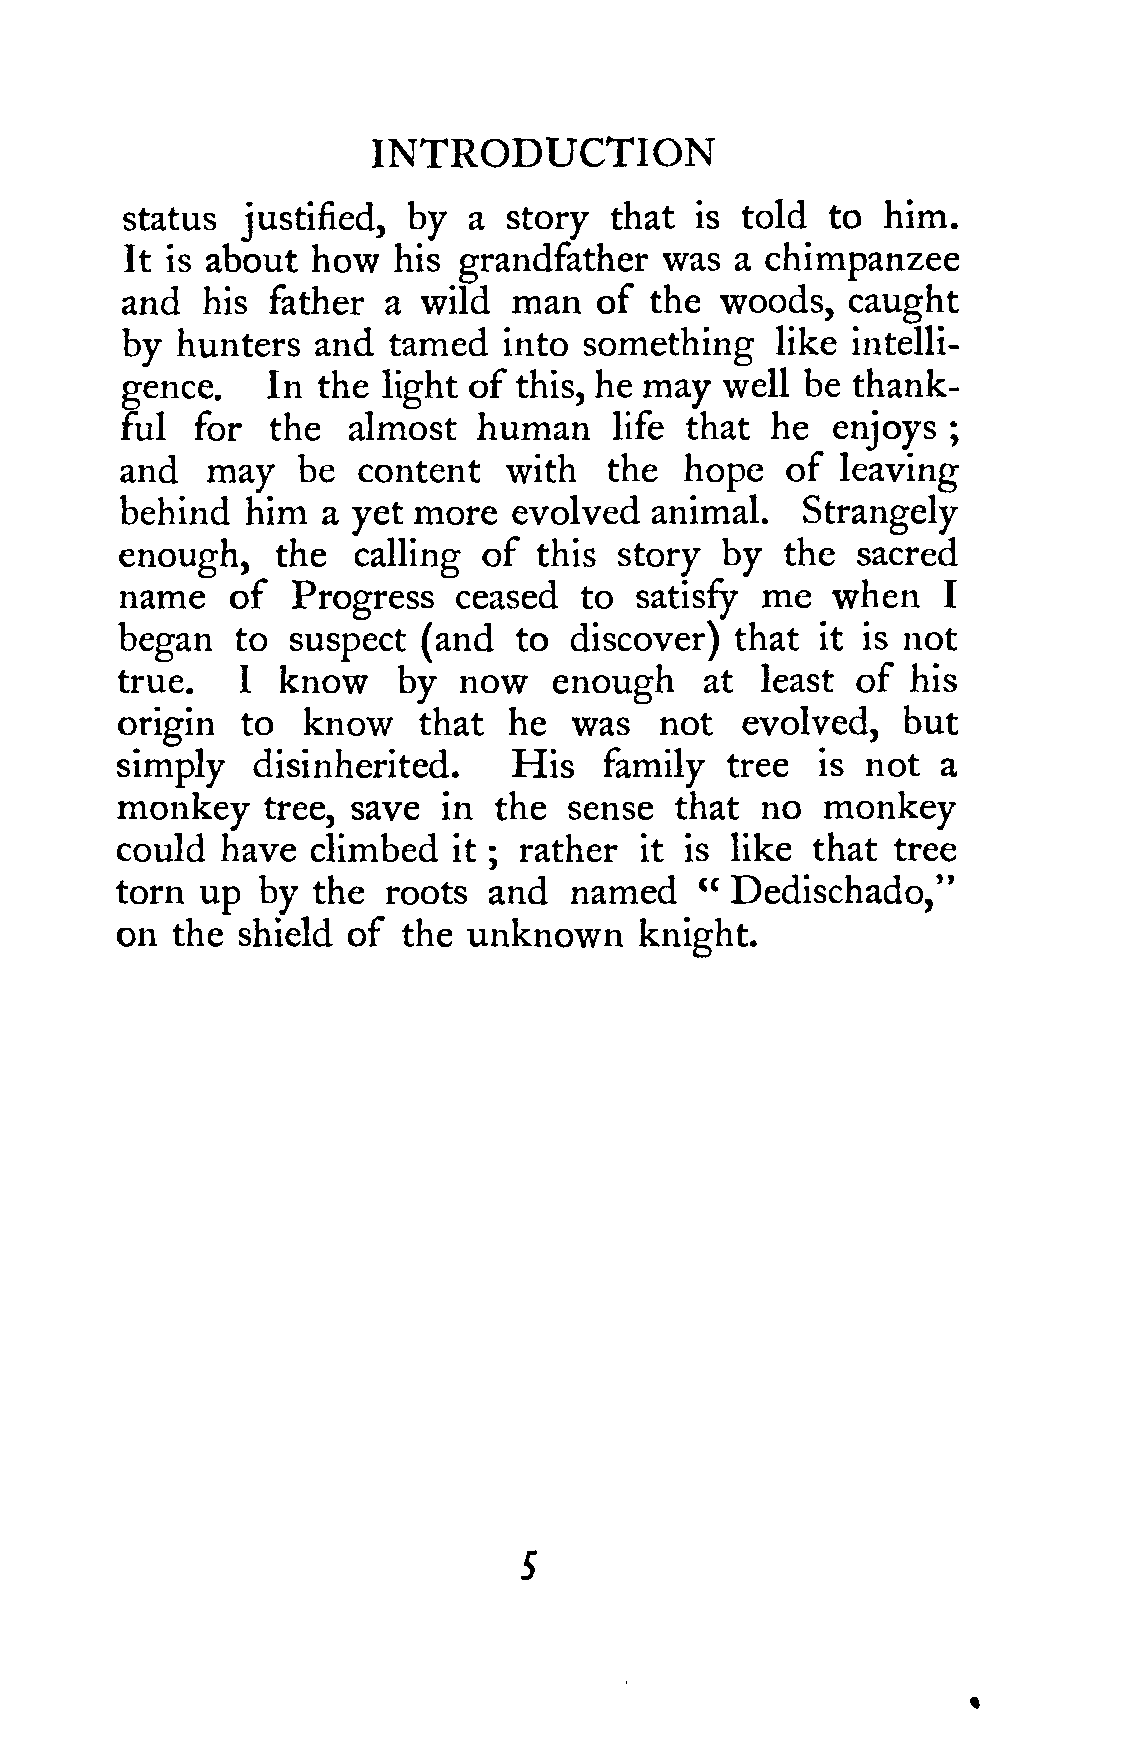 INTRODUCTION
status justified, by a story that is told to him.
It is about how his grandfather was a chimpanzee
and his father a wild man of the woods, caught
by hunters and tamed into something like intelli-
gence. In the light of this, he may well be thank-
ful for the almost human life that he enjoys ;
and may be content with the hope of leaving
behind him a yet more evolved animal. Strangely
enough, the calling of this story by the sacred
name of Progress ceased to satisfy me when I
began to suspect (and to discover) that it is not
true. I know by now enough at least of his
origin to know that he was not evolved, but
simply disinherited. His family tree is not a
monkey tree, save in the sense that no monkey
could have climbed it ; rather it is like that tree
torn up by the roots and named “ Dedischado,”
on the shield of the unknown knight.
5